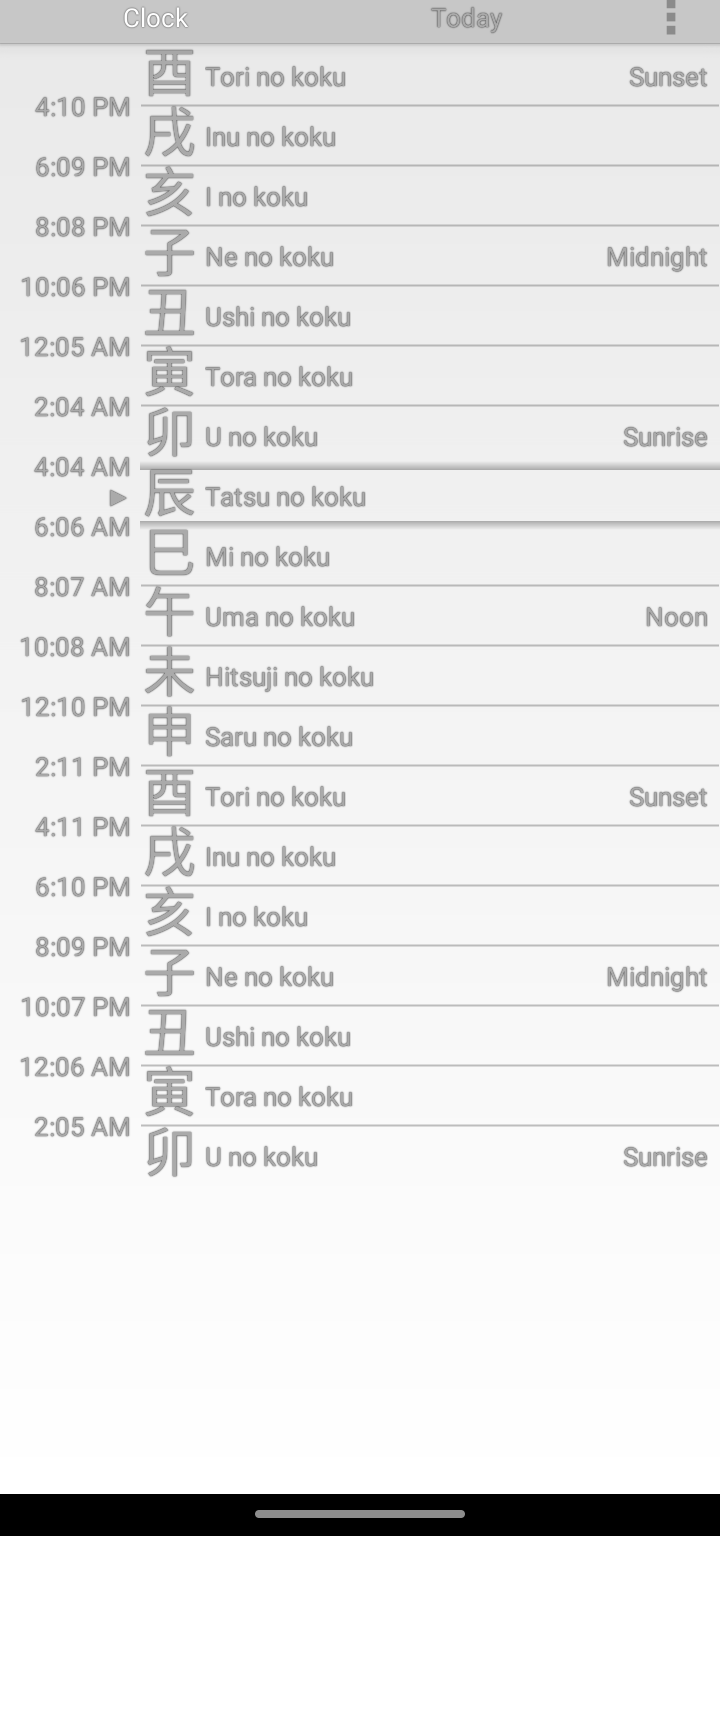 Clock Today
酉 Tori no koku Sunset
4:10 PM
戌 Inu no koku
6:09 PM
亥 I no koku
8:08 PM
子 Ne no koku Midnight
10:06 PM
丑 Ushi no koku
12:05 AM
寅 Tora no koku
2:04 AM
卯 U no koku Sunrise
4:04 AM
辰 Tatsu no koku
6:06 AM
巳 Mi no koku
8:07 AM
午 Uma no koku Noon
10:08 AM
未 Hitsuji no koku
12:10 PM
申 Saru no koku
2:11 PM
酉 Tori no koku Sunset
4:11 PM
戌 Inu no koku
6:10 PM
亥 I no koku
8:09 PM
子 Ne no koku Midnight
10:07 PM
丑 Ushi no koku
12:06 AM
寅 Tora no koku
2:05 AM
卯 U no koku Sunrise